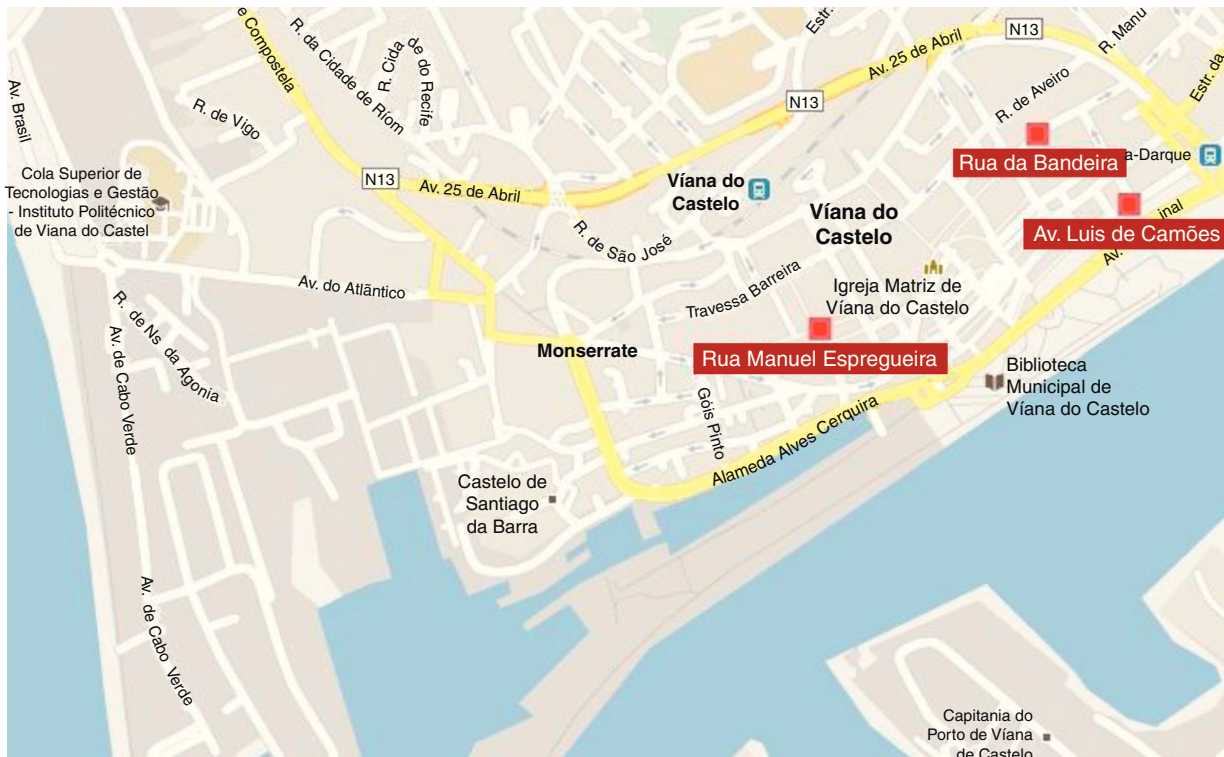 e Compostela
R. da Cidade de Riom
R. Cida
de do Recife
Estr.
Av. 25 de Abril
N13
R. Manu
Estr. da
Av. Brasil
R. de Vigo
N13
R. de Aveiro
Rua da Bandeira
a-Darque
Cola Superior de
Tecnologias e Gestão
- Instituto Politécnico
de Viana do Castel
N13
Av. 25 de Abril
Víana do
Castelo
Víana do
Castelo
Av.
inal
Av. Luis de Camões
R. de São José
Travessa Barreira
Igreja Matriz de
Víana do Castelo
Av. do Atlãntico
R. de Ns. da Agonia
Av. de Cabo Verde
Monserrate
Rua Manuel Espregueira
Góis Pinto
Biblioteca
Municipal de
Víana do Castelo
Alameda Alves Cerquira
Castelo de
Santiago
da Barra
Av. de Cabo Verde
Capitania do
Porto de Víana
de Castelo